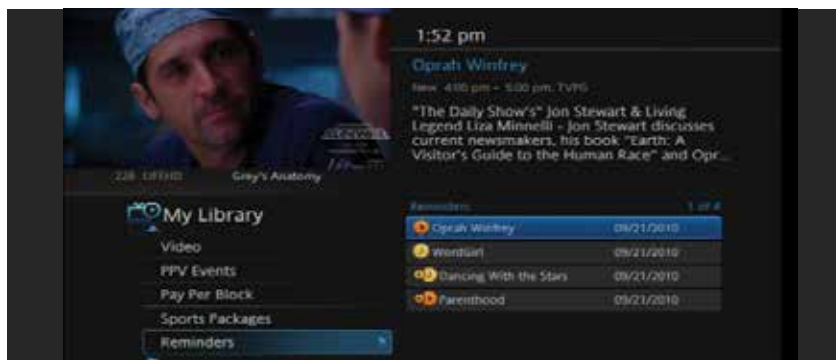 1:52 pm
Oprah Winfrey
New 4:00 pm - 5:00 pm, TVPG
"The Daily Show's" Jon Stewart & Living
Legend Liza Minnelli - Jon Stewart discusses
current newsmakers, his book "Earth: A
Visitor's Guide to the Human Race" and Opr...
228 LIFEHD Grey's Anatomy
My Library
Video
PPV Events
Pay Per Block
Sports Packages
Reminders
Reminders 1 of 4
Oprah Winfrey 09/21/2010
WordGirl 09/21/2010
Dancing With the Stars 09/21/2010
Parenthood 09/21/2010